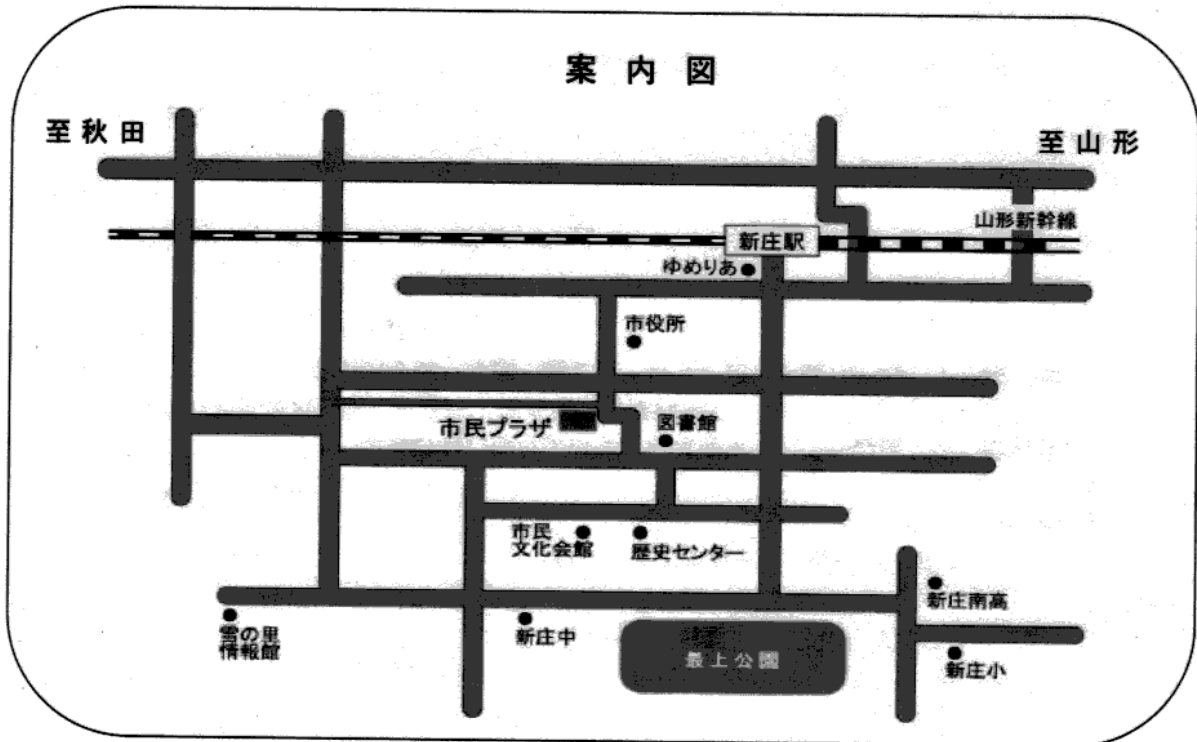 案内図
至秋田
至山形
山形新幹線
新庄駅
ゆめりあ
市役所
市民プラザ
図書館
市民
文化会館
歴史センター
新庄南高
雪の里
情報館
新庄中
最上公園
新庄小